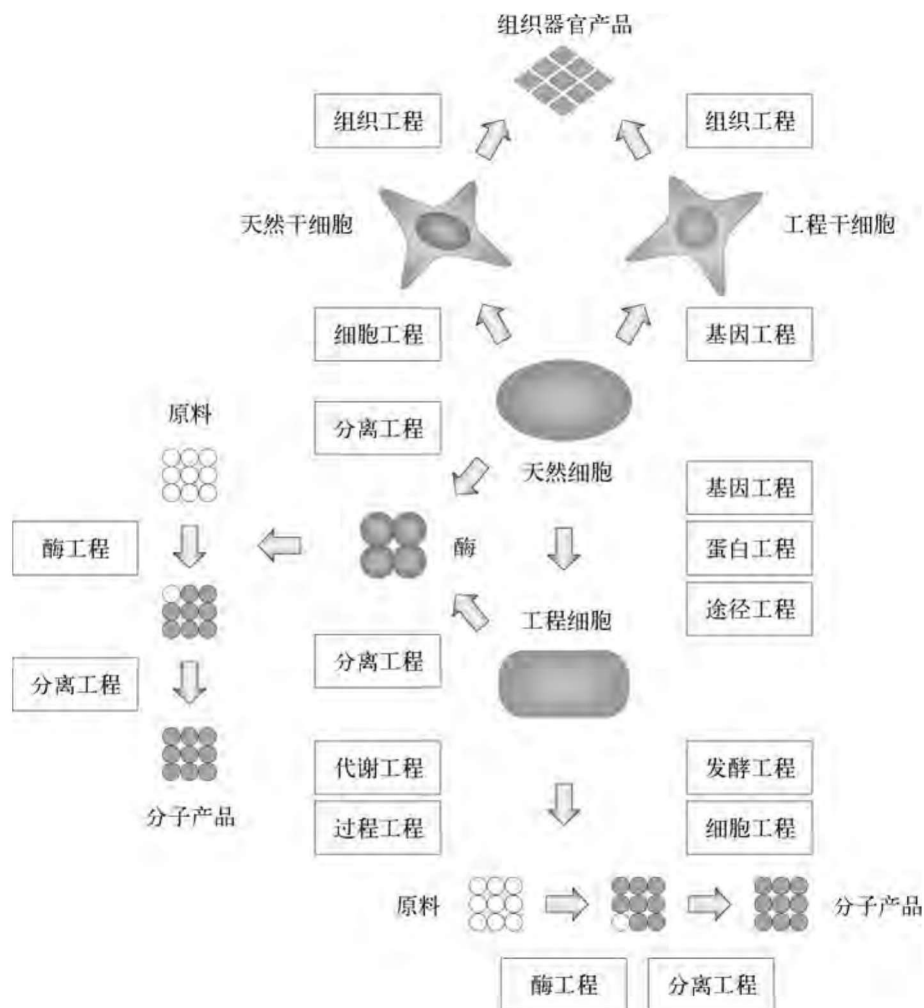 组织器官产品
组织工程
组织工程
天然干细胞
工程干细胞
细胞工程
基因工程
原料
分离工程
天然细胞
基因工程
酶工程
酶
蛋白工程
工程细胞
途径工程
分离工程
分离工程
代谢工程
发酵工程
分子产品
过程工程
细胞工程
原料
分子产品
酶工程
分离工程